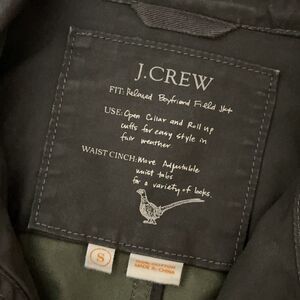 J.CREW
FIT: Relaxed Boyfriend Field Jkt
USE: Open Collar and Roll up
cuffs for easy style in
fair weather.
WAIST CINCH: Move Adjustable
waist tabs
for a variety of looks.
S
MADE IN CHINA